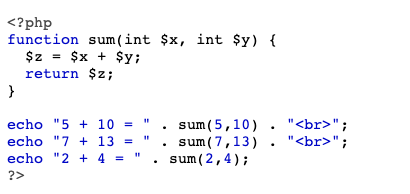 <?php
function sum(int $x, int $y) {
  $z = $x + $y;
  return $z;
}

echo "5 + 10 = " . sum(5,10) . "<br>";
echo "7 + 13 = " . sum(7,13) . "<br>";
echo "2 + 4 = " . sum(2,4);
?>